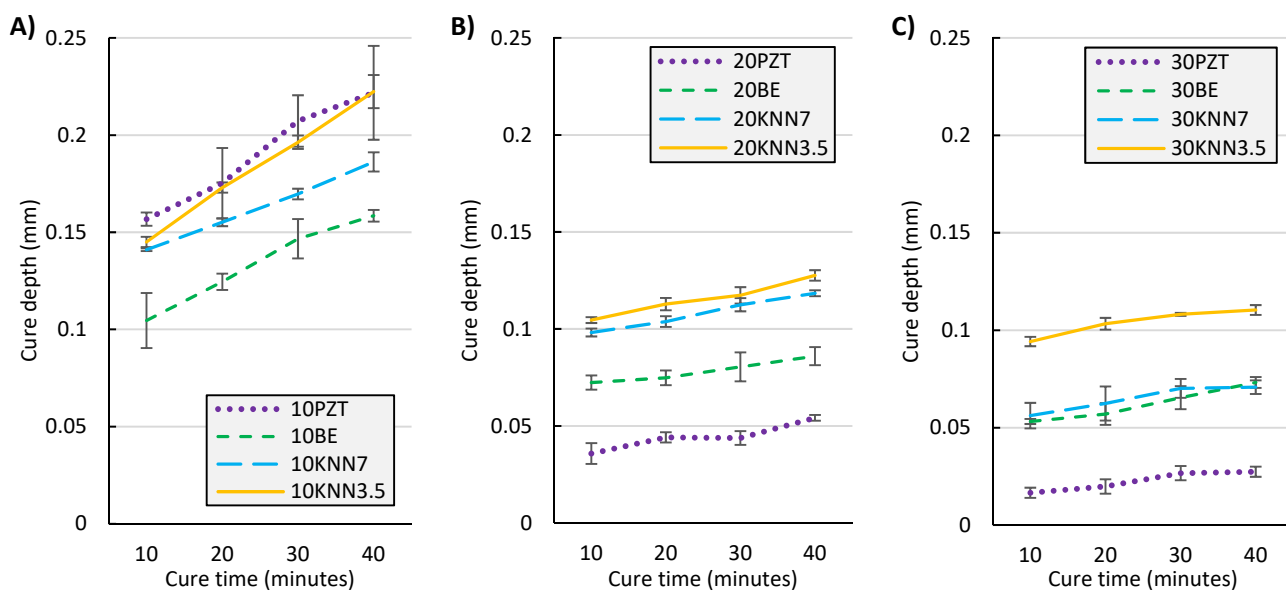 A)
0.25
0.2
0.15
0.1
0.05
0
Cure depth (mm)
10PZT
10BE
10KNN7
10KNN3.5
10 20 30 40
Cure time (minutes)
B)
0.25
0.2
0.15
0.1
0.05
0
Cure depth (mm)
20PZT
20BE
20KNN7
20KNN3.5
10 20 30 40
Cure time (minutes)
C)
0.25
0.2
0.15
0.1
0.05
0
Cure depth (mm)
30PZT
30BE
30KNN7
30KNN3.5
10 20 30 40
Cure time (minutes)